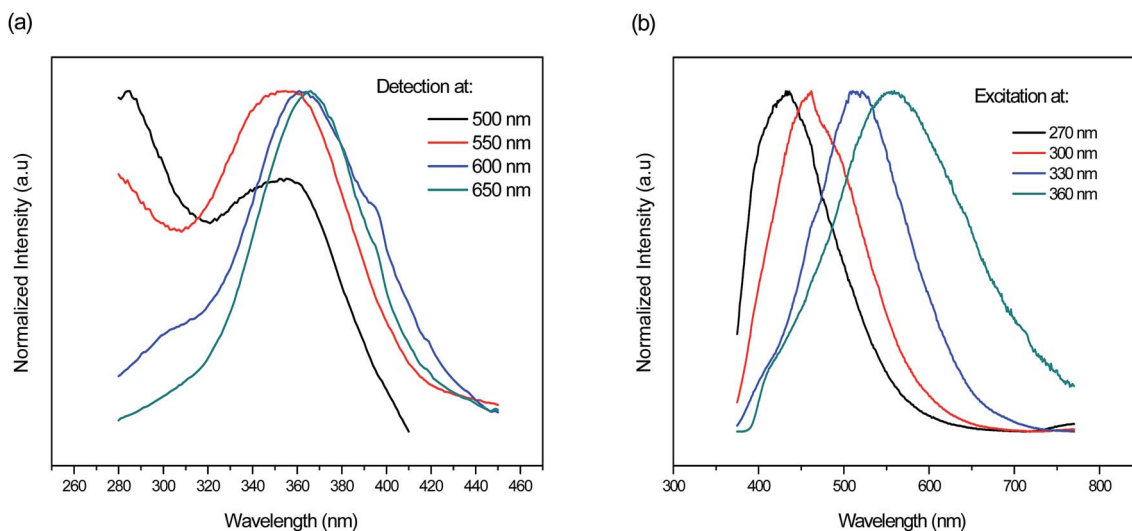 (a)
Normalized Intensity (a.u)
Detection at:
500 nm
550 nm
600 nm
650 nm
260 280 300 320 340 360 380 400 420 440 460
Wavelength (nm)
(b)
Normalized Intensity (a.u)
Excitation at:
270 nm
300 nm
330 nm
360 nm
300 400 500 600 700 800
Wavelength (nm)